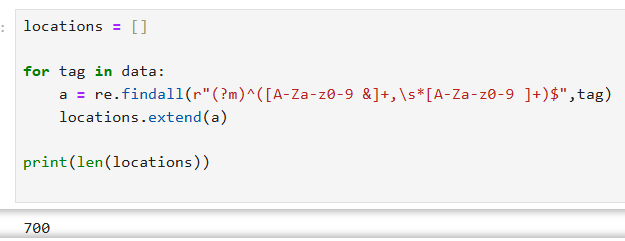 locations = []
for tag in data:
    a = re.findall(r"(?m)^([A-Za-z0-9 &]+,\s*[A-Za-z0-9 ]+)$",tag)
    locations.extend(a)
print(len(locations))
700